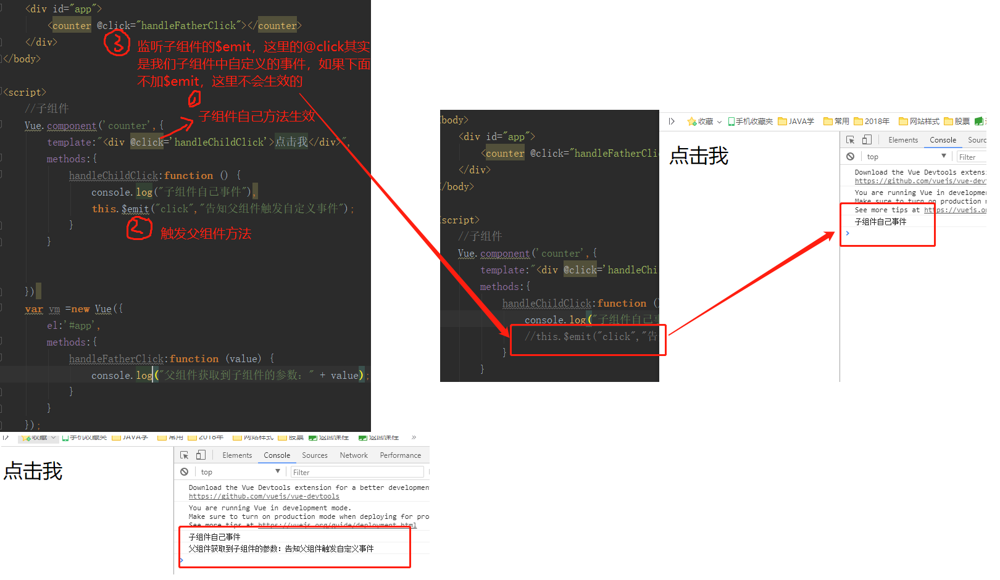 <div id="app">
<counter @click="handleFatherClick"></counter>
</div>
</body>
3
监听子组件的$emit，这里的@click其实
是我们子组件中自定义的事件，如果下面
不加$emit，这里不会生效的
<script>
1
//子组件
子组件自己方法生效
Vue.component('counter',{
template:"<div @click='handleChildClick'>点击我</div>",
methods:{
handleChildClick:function () {
console.log("子组件自己事件"),
this.$emit("click","告知父组件触发自定义事件");
}
2
触发父组件方法
}
})
var vm =new Vue({
el:'#app',
methods:{
handleFatherClick:function (value) {
console.log("父组件获取到子组件的参数：" + value);
}
}
});
收藏 手机收藏夹 JAVA学 常用 2018年 网站样式 股票 返回课程 返回课程 »
点击我
Elements Console Sources Network Performance
top Filter
Download the Vue Devtools extension for a better developmen
https://github.com/vuejs/vue-devtools
You are running Vue in development mode.
Make sure to turn on production mode when deploying for pro
See more tips at https://vuejs.org/guide/deployment.html
子组件自己事件
父组件获取到子组件的参数：告知父组件触发自定义事件
body>
<div id="app">
<counter @click="handleFatherCli
</div>
/body>
script>
//子组件
Vue.component('counter',{
template:"<div @click='handleChi
methods:{
handleChildClick:function ()
console.log("子组件自己事
//this.$emit("click","告
}
}
收藏 手机收藏夹 JAVA学 常用 2018年 网站样式 股票
点击我
Elements Console Sourc
top Filter
Download the Vue Devtools extensi
https://github.com/vuejs/vue-dev
You are running Vue in developmen
Make sure to turn on production m
See more tips at https://vuejs.or
子组件自己事件